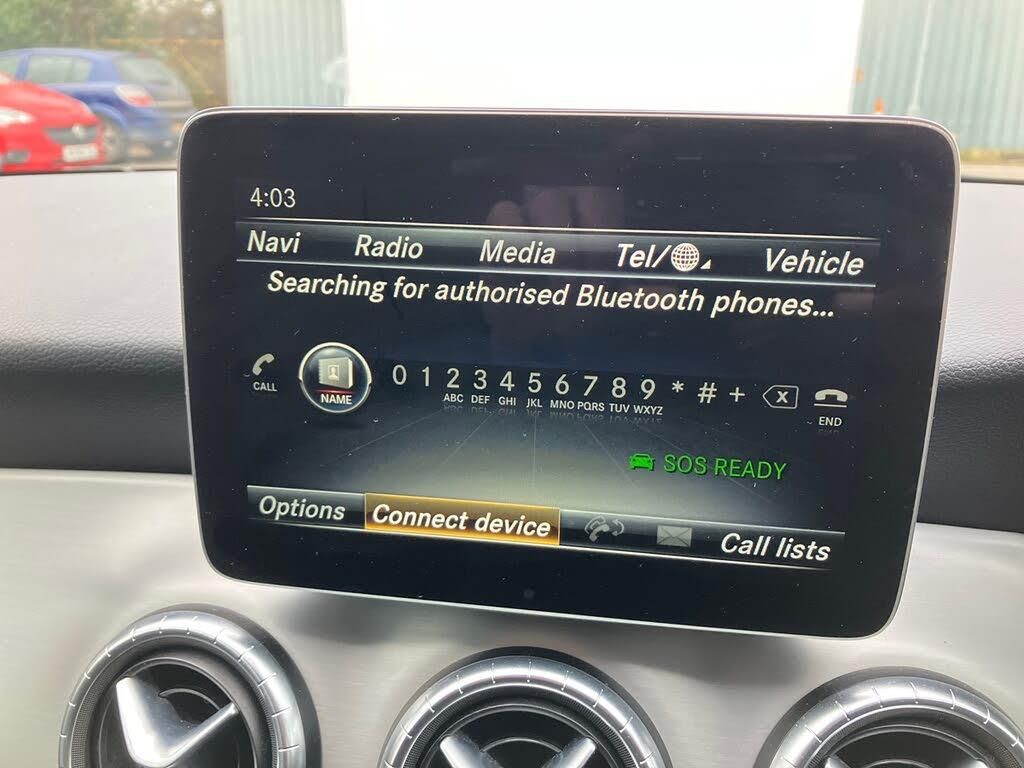 4:03
Navi Radio Media Tel/ Vehicle
Searching for authorised Bluetooth phones...
CALL NAME 0 1 2 ABC 3 DEF 4 GHI 5 JKL 6 MNO 7 PQRS 8 TUV 9 WXYZ * # + X END
SOS READY
Options Connect device Call lists